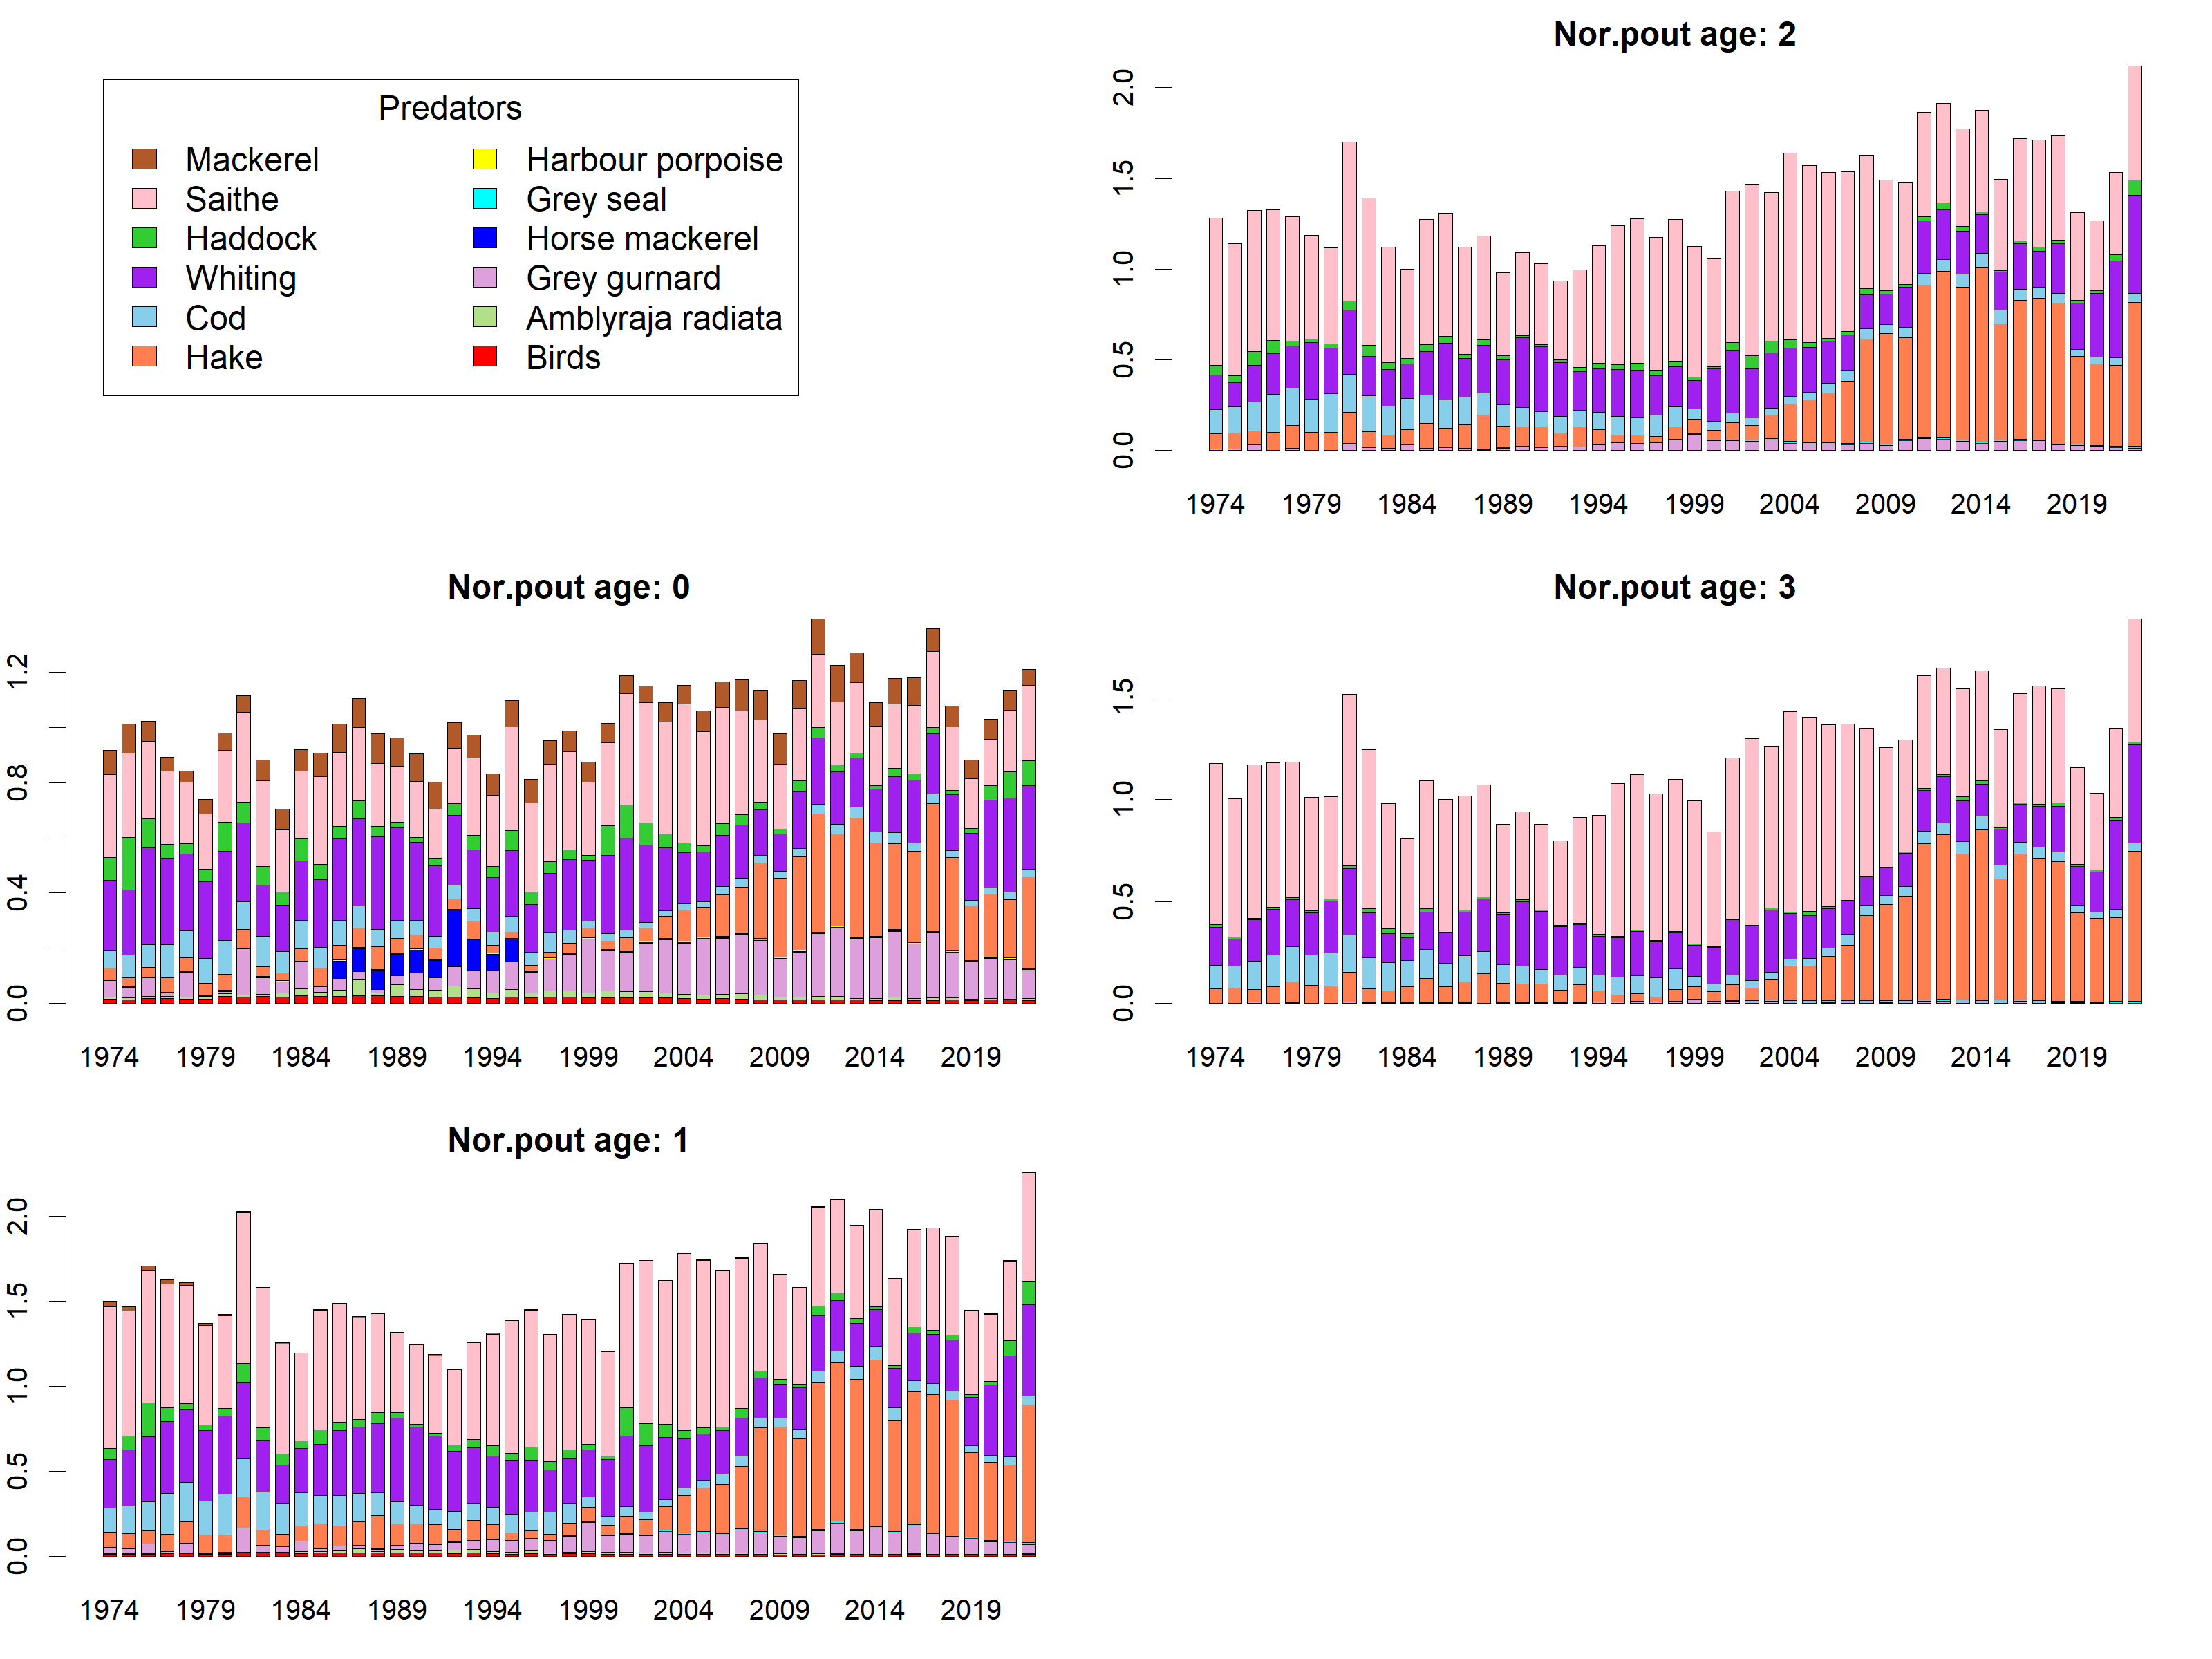 Predators
Mackerel
Saithe
Haddock
Whiting
Cod
Hake
Harbour porpoise
Grey seal
Horse mackerel
Grey gurnard
Amblyraja radiata
Birds
Nor.pout age: 2
2.0
1.5
1.0
0.5
0.0
1974 1979 1984 1989 1994 1999 2004 2009 2014 2019
Nor.pout age: 0
1.2
0.8
0.4
0.0
1974 1979 1984 1989 1994 1999 2004 2009 2014 2019
Nor.pout age: 3
1.5
1.0
0.5
0.0
1974 1979 1984 1989 1994 1999 2004 2009 2014 2019
Nor.pout age: 1
2.0
1.5
1.0
0.5
0.0
1974 1979 1984 1989 1994 1999 2004 2009 2014 2019